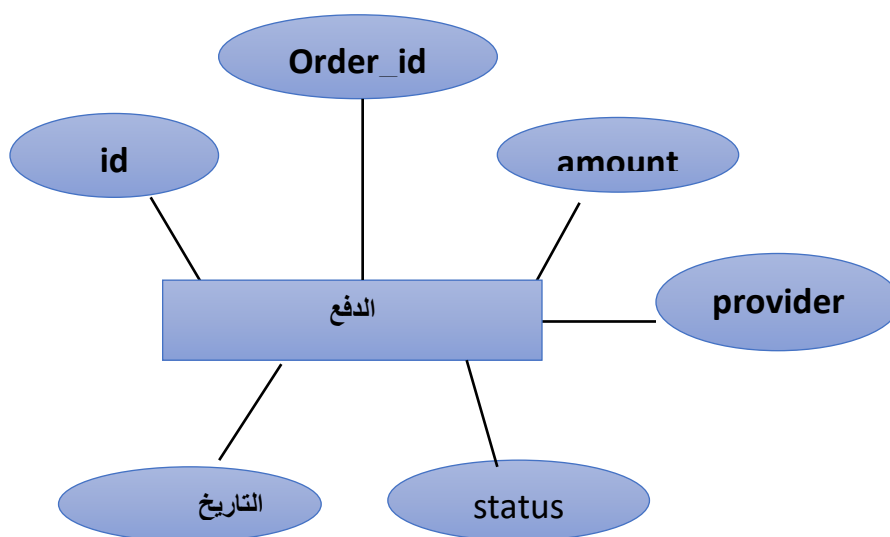 Order_id
id
amount
provider
الدفع
التاريخ
status